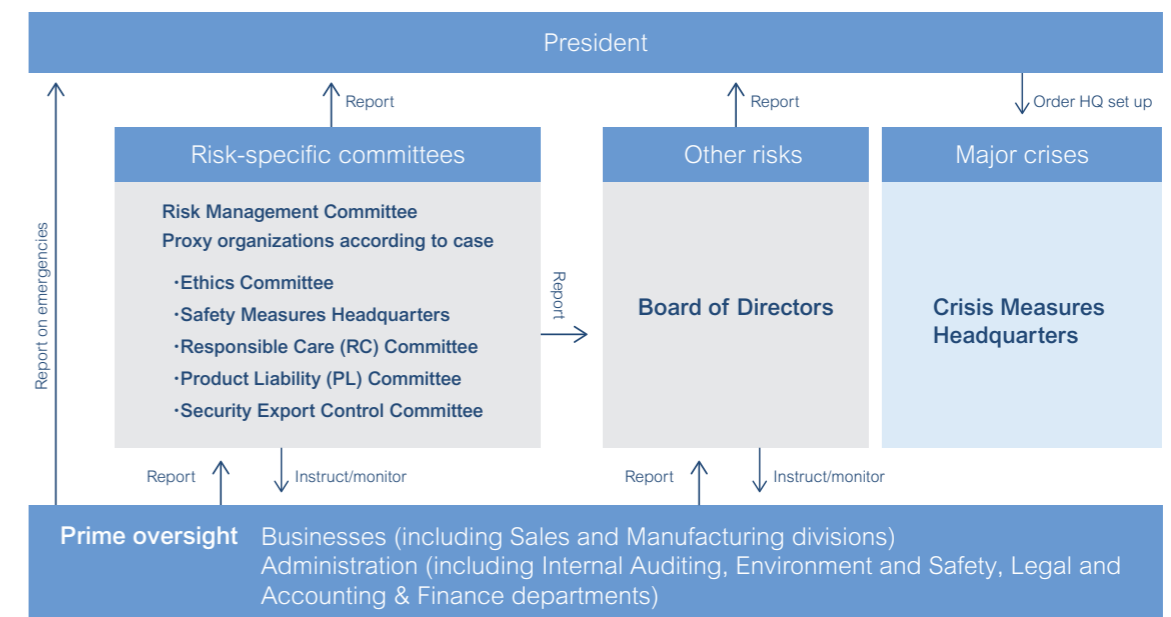 President
Report
Report
Order HQ set up
Risk-specific committees
Other risks
Major crises
Risk Management Committee
Proxy organizations according to case
・Ethics Committee
・Safety Measures Headquarters
・Responsible Care (RC) Committee
・Product Liability (PL) Committee
・Security Export Control Committee
Report
Board of Directors
Crisis Measures
Headquarters
Report on emergencies
Report
Instruct/monitor
Report
Instruct/monitor
Prime oversight Businesses (including Sales and Manufacturing divisions)
Administration (including Internal Auditing, Environment and Safety, Legal and
Accounting & Finance departments)